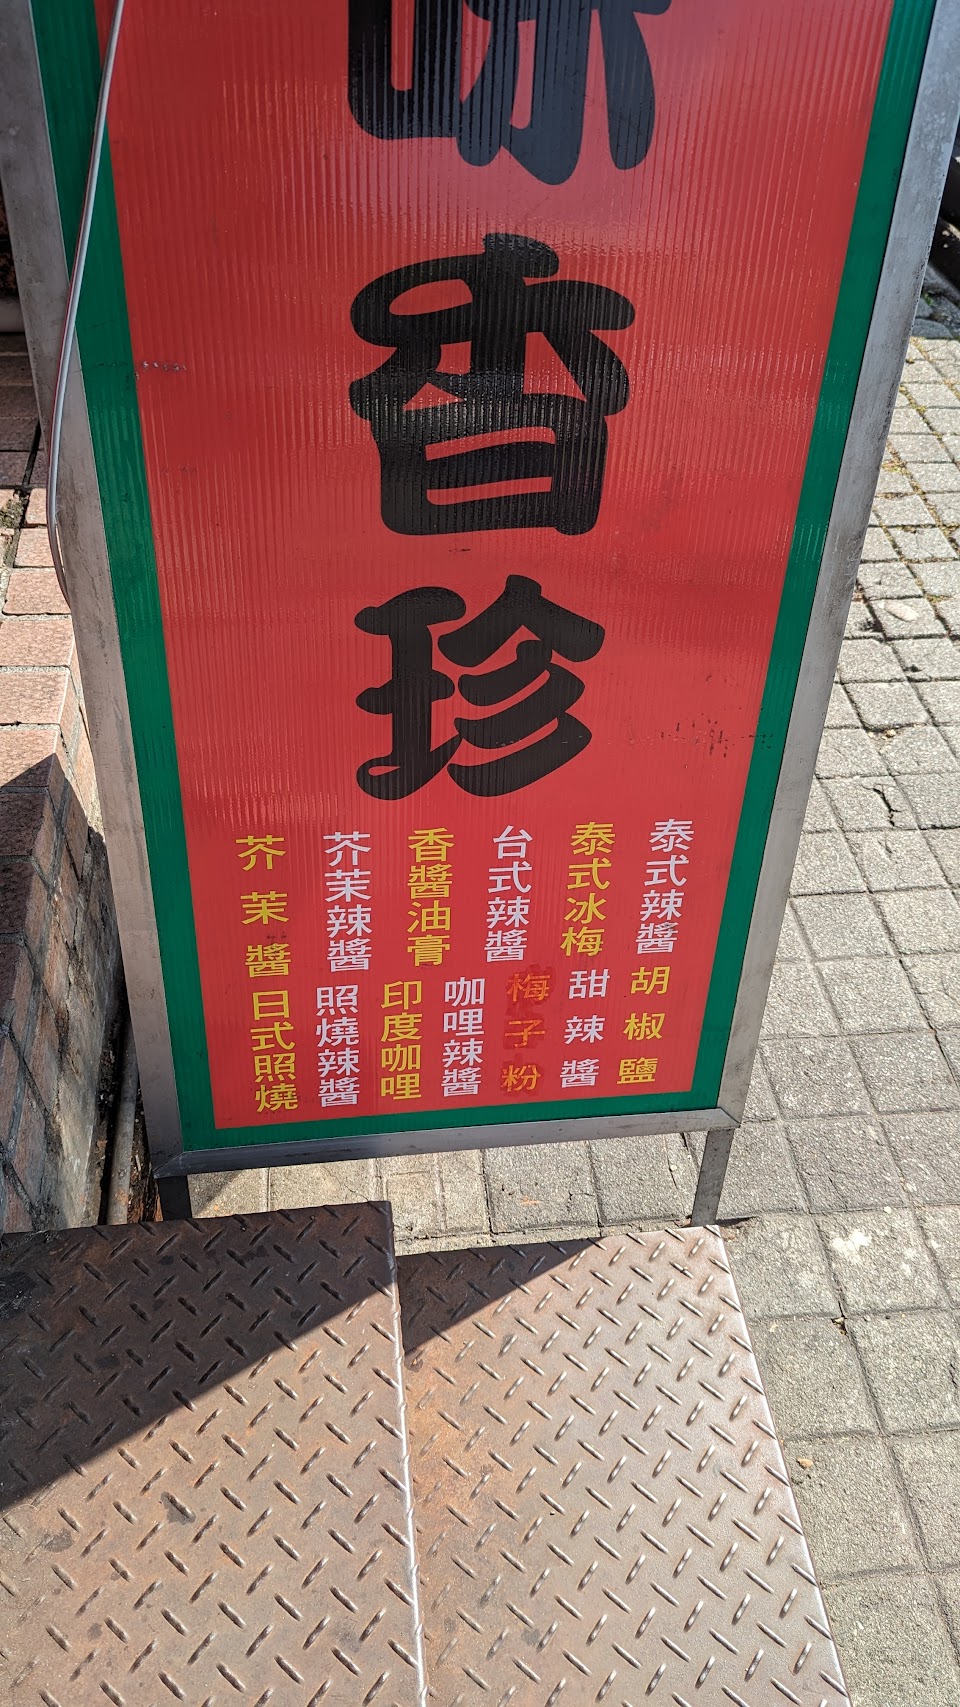 味香珍
泰式辣醬
泰式冰梅
台式辣醬
香醬油膏
芥茉辣醬
芥茉醬
胡椒鹽
甜辣醬
梅子粉
咖哩辣醬
印度咖哩
照燒辣醬
日式照燒